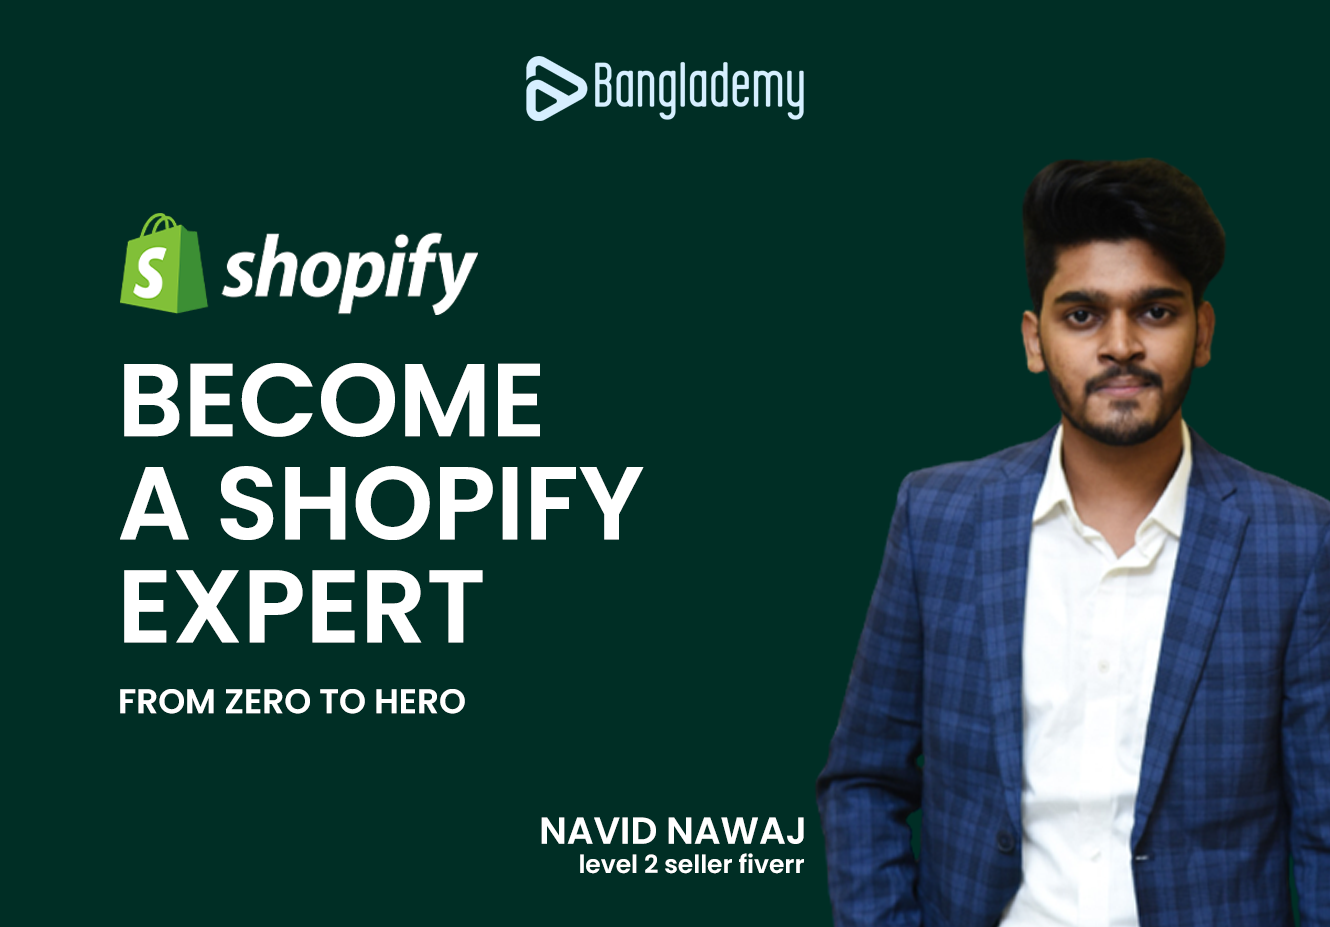 Banglademy
S shopify
BECOME
A SHOPIFY
EXPERT
FROM ZERO TO HERO
NAVID NAWAJ
level 2 seller fiverr